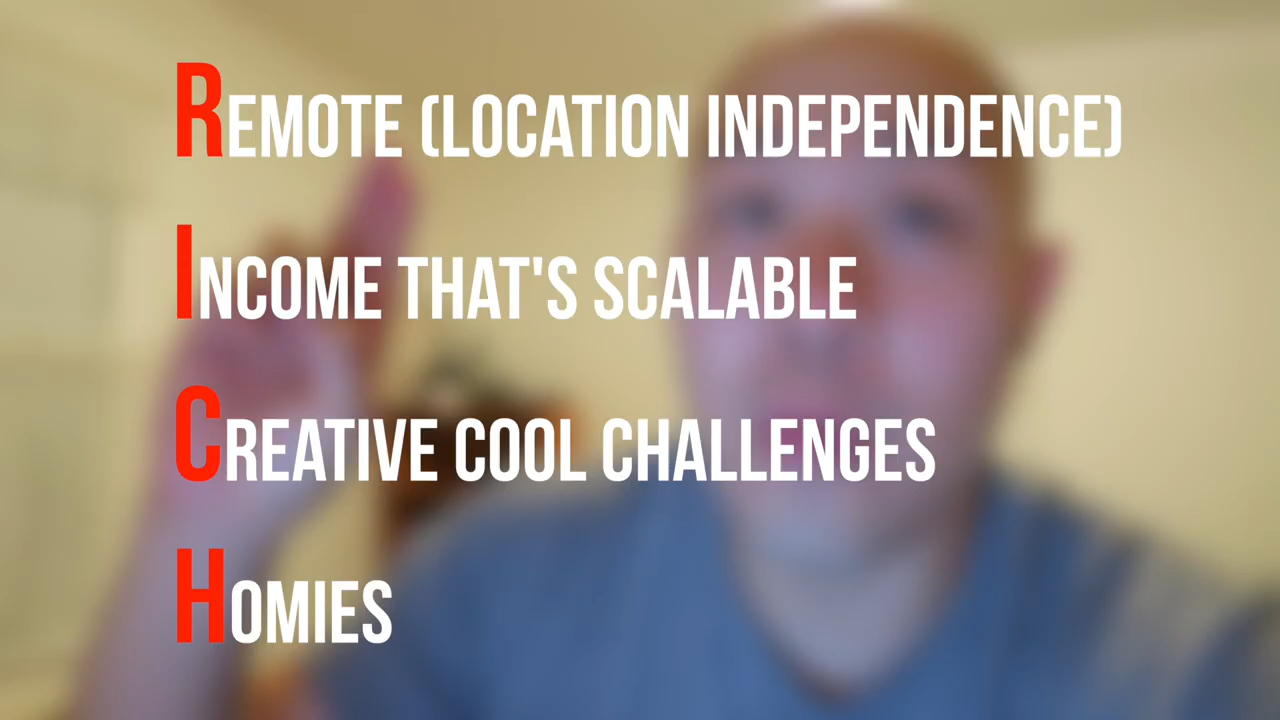 REMOTE (LOCATION INDEPENDENCE)
INCOME THAT'S SCALABLE
CREATIVE COOL CHALLENGES
HOMIES